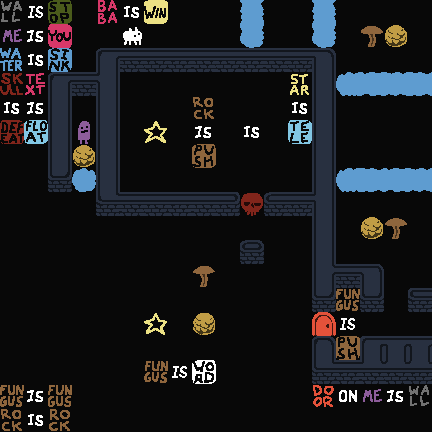 WALL IS STOP
BABA IS WIN
ME IS YOU
WATER IS SINK
SKULL IS DEFEAT
TEXT IS FLOAT
ROCK IS PUSH
IS
STAR IS TELE
FUNGUS IS PUSH
FUNGUS IS WORD
FUNGUS IS FUNGUS
DOOR ON ME IS WALL
ROCK IS ROCK